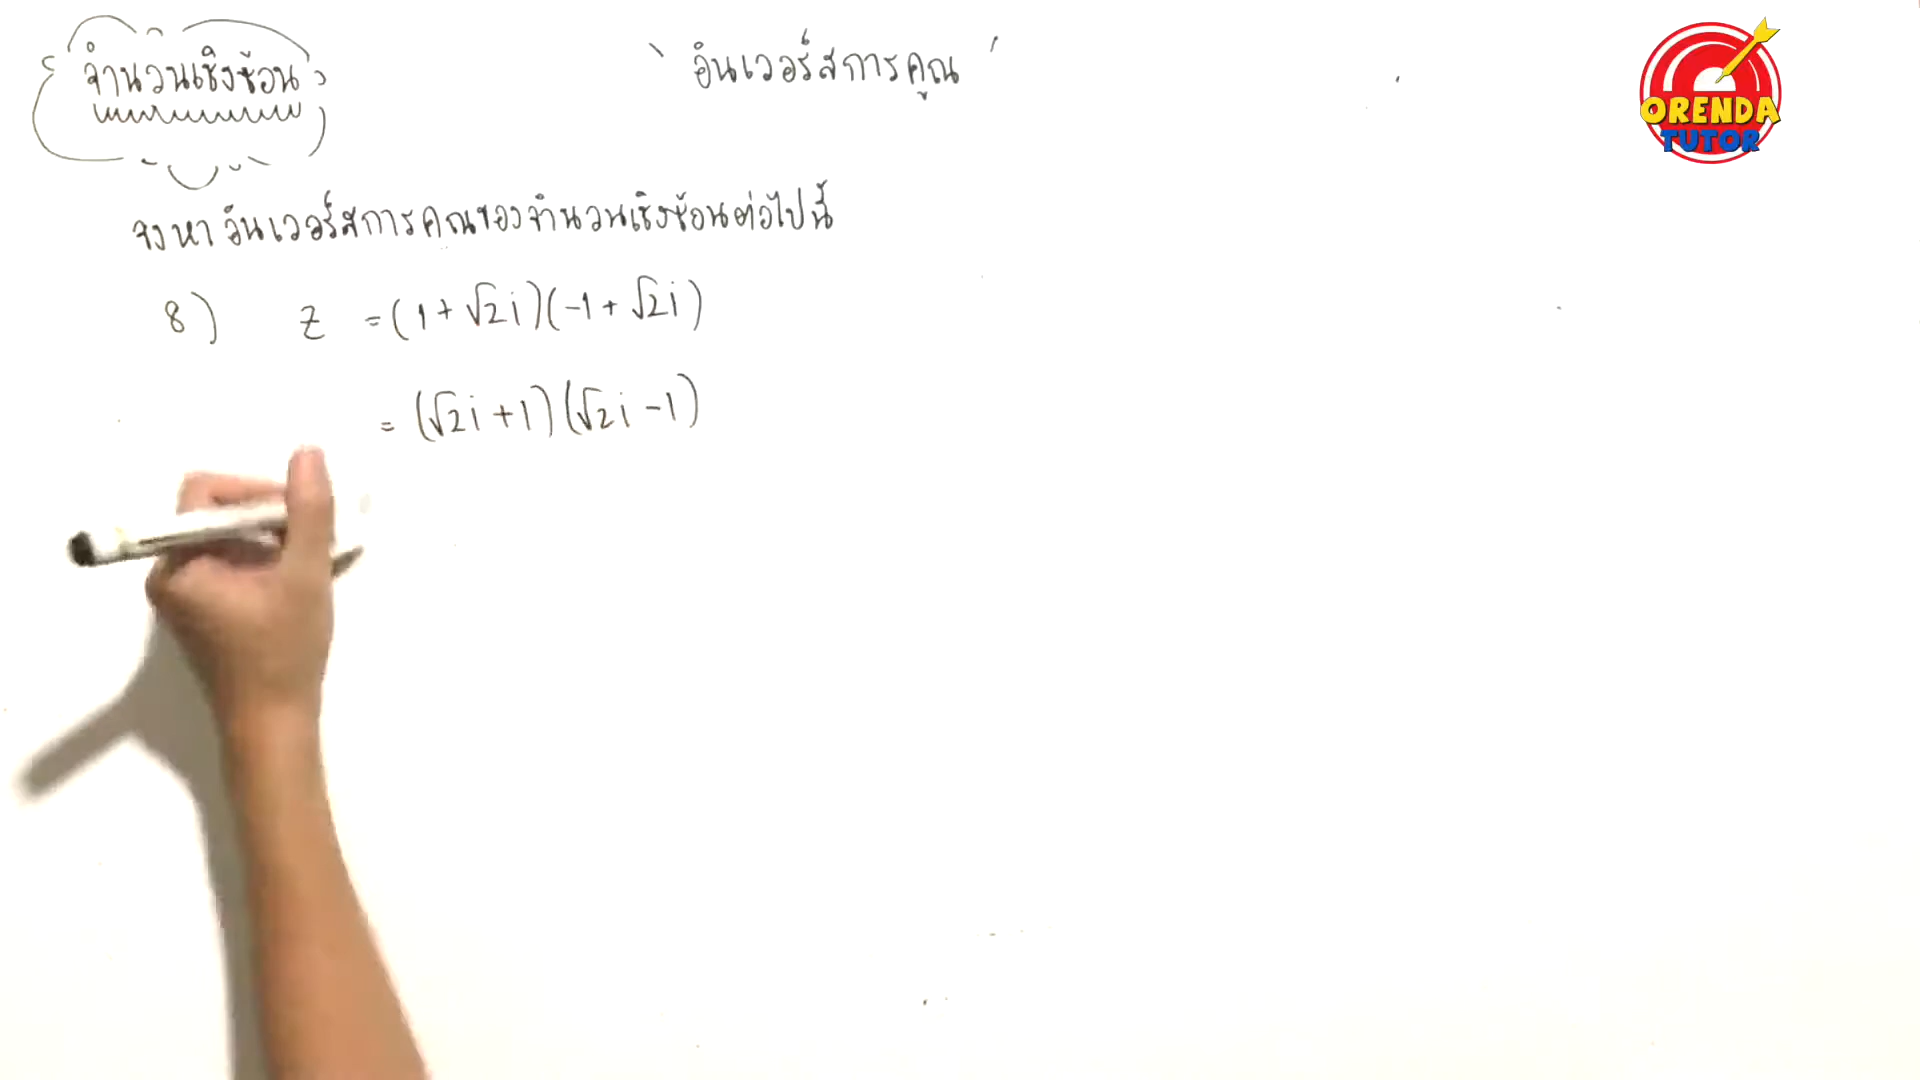 จำนวนเชิงซ้อน
` อินเวอร์สการคูณ ´
ORENDA
TUTOR
จงหา อินเวอร์สการคูณของจำนวนเชิงซ้อนต่อไปนี้
8) z = (1 + √2i)(-1 + √2i)
= (√2i + 1)(√2i - 1)